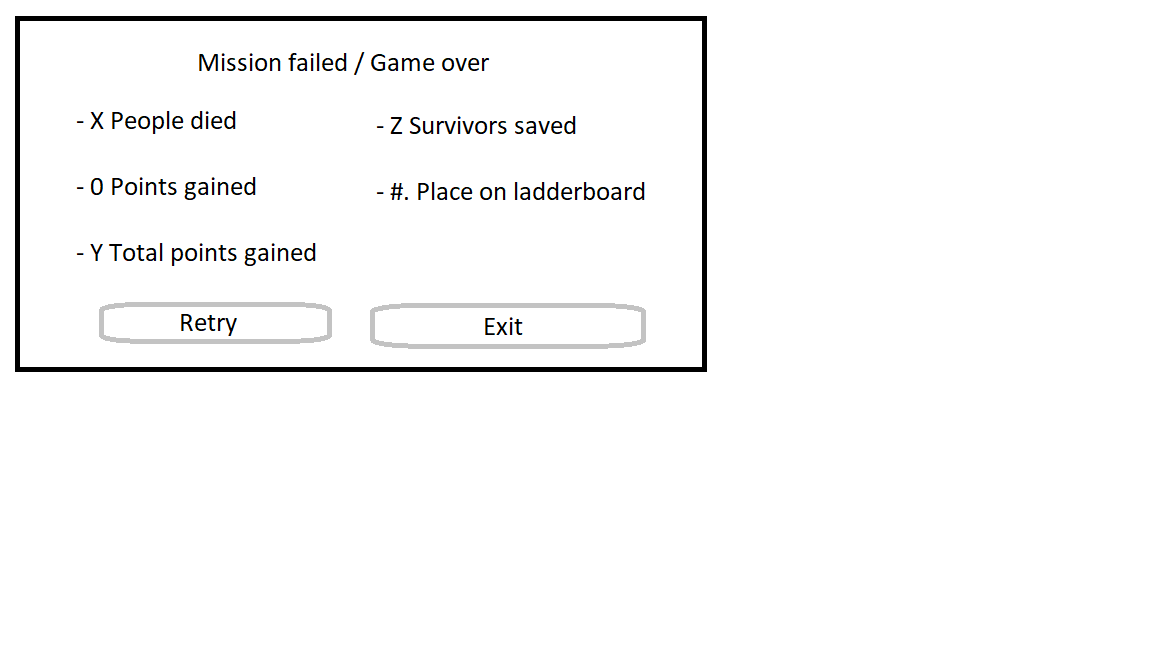 Mission failed / Game over
- X People died
- Z Survivors saved
- 0 Points gained
- #. Place on ladderboard
- Y Total points gained
Retry
Exit